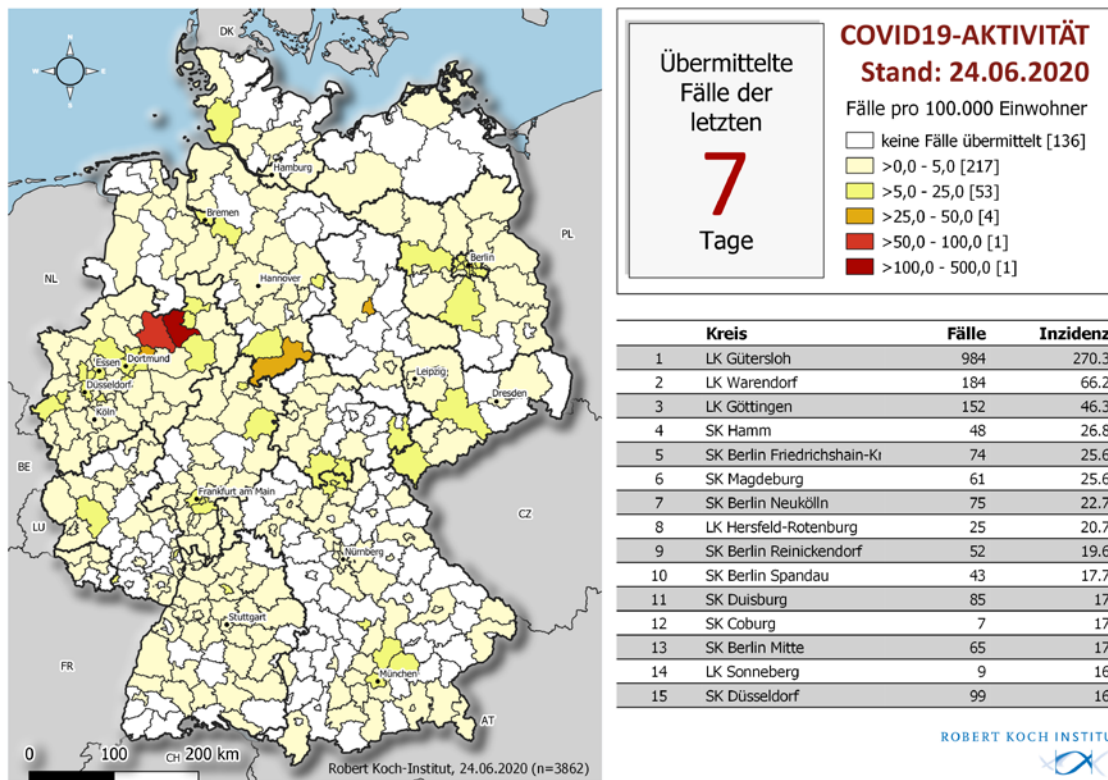 DK
PL
NL
BE
LU
FR
CH
AT
CZ
N
W
S
Hamburg
Bremen
Berlin
Hannover
Essen
Dortmund
Düsseldorf
Köln
Leipzig
Dresden
Frankfurt am Main
Nürnberg
Stuttgart
München
0 100 200 km
Robert Koch-Institut, 24.06.2020 (n=3862)
Übermittelte
Fälle der
letzten
7
Tage
COVID19-AKTIVITÄT
Stand: 24.06.2020
Fälle pro 100.000 Einwohner
keine Fälle übermittelt [136]
>0,0 - 5,0 [217]
>5,0 - 25,0 [53]
>25,0 - 50,0 [4]
>50,0 - 100,0 [1]
>100,0 - 500,0 [1]
Kreis Fälle Inzidenz
1 LK Gütersloh 984 270.3
2 LK Warendorf 184 66.2
3 LK Göttingen 152 46.3
4 SK Hamm 48 26.8
5 SK Berlin Friedrichshain-Kr 74 25.6
6 SK Magdeburg 61 25.6
7 SK Berlin Neukölln 75 22.7
8 LK Hersfeld-Rotenburg 25 20.7
9 SK Berlin Reinickendorf 52 19.6
10 SK Berlin Spandau 43 17.7
11 SK Duisburg 85 17
12 SK Coburg 7 17
13 SK Berlin Mitte 65 17
14 LK Sonneberg 9 16
15 SK Düsseldorf 99 16
ROBERT KOCH INSTITU